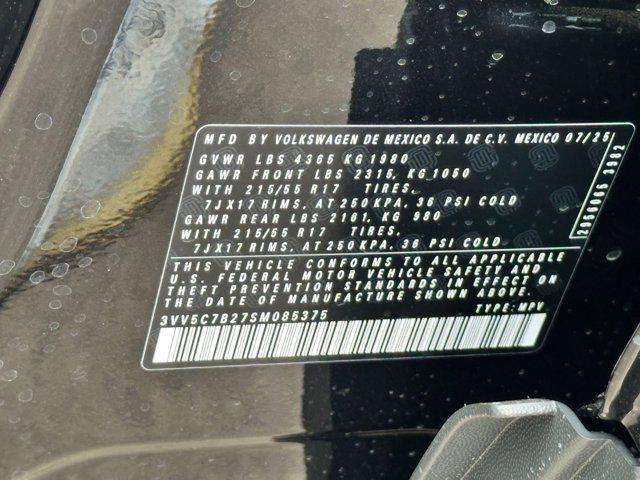 MFD BY VOLKSWAGEN DE MEXICO S.A. DE C.V. MEXICO 07/25
GVWR LBS 4365 KG 1980
GAWR FRONT LBS 2315, KG 1050
WITH 215/55 R17 TIRES,
7JX17 RIMS, AT 250 KPA, 36 PSI COLD
GAWR REAR LBS 2161, KG 980
WITH 215/55 R17 TIRES,
7JX17 RIMS, AT 250 KPA, 36 PSI COLD
THIS VEHICLE CONFORMS TO ALL APPLICABLE
U.S. FEDERAL MOTOR VEHICLE SAFETY AND
THEFT PREVENTION STANDARDS IN EFFECT ON
THE DATE OF MANUFACTURE SHOWN ABOVE.
3VV5C7B27SM085375 TYPE: MPV